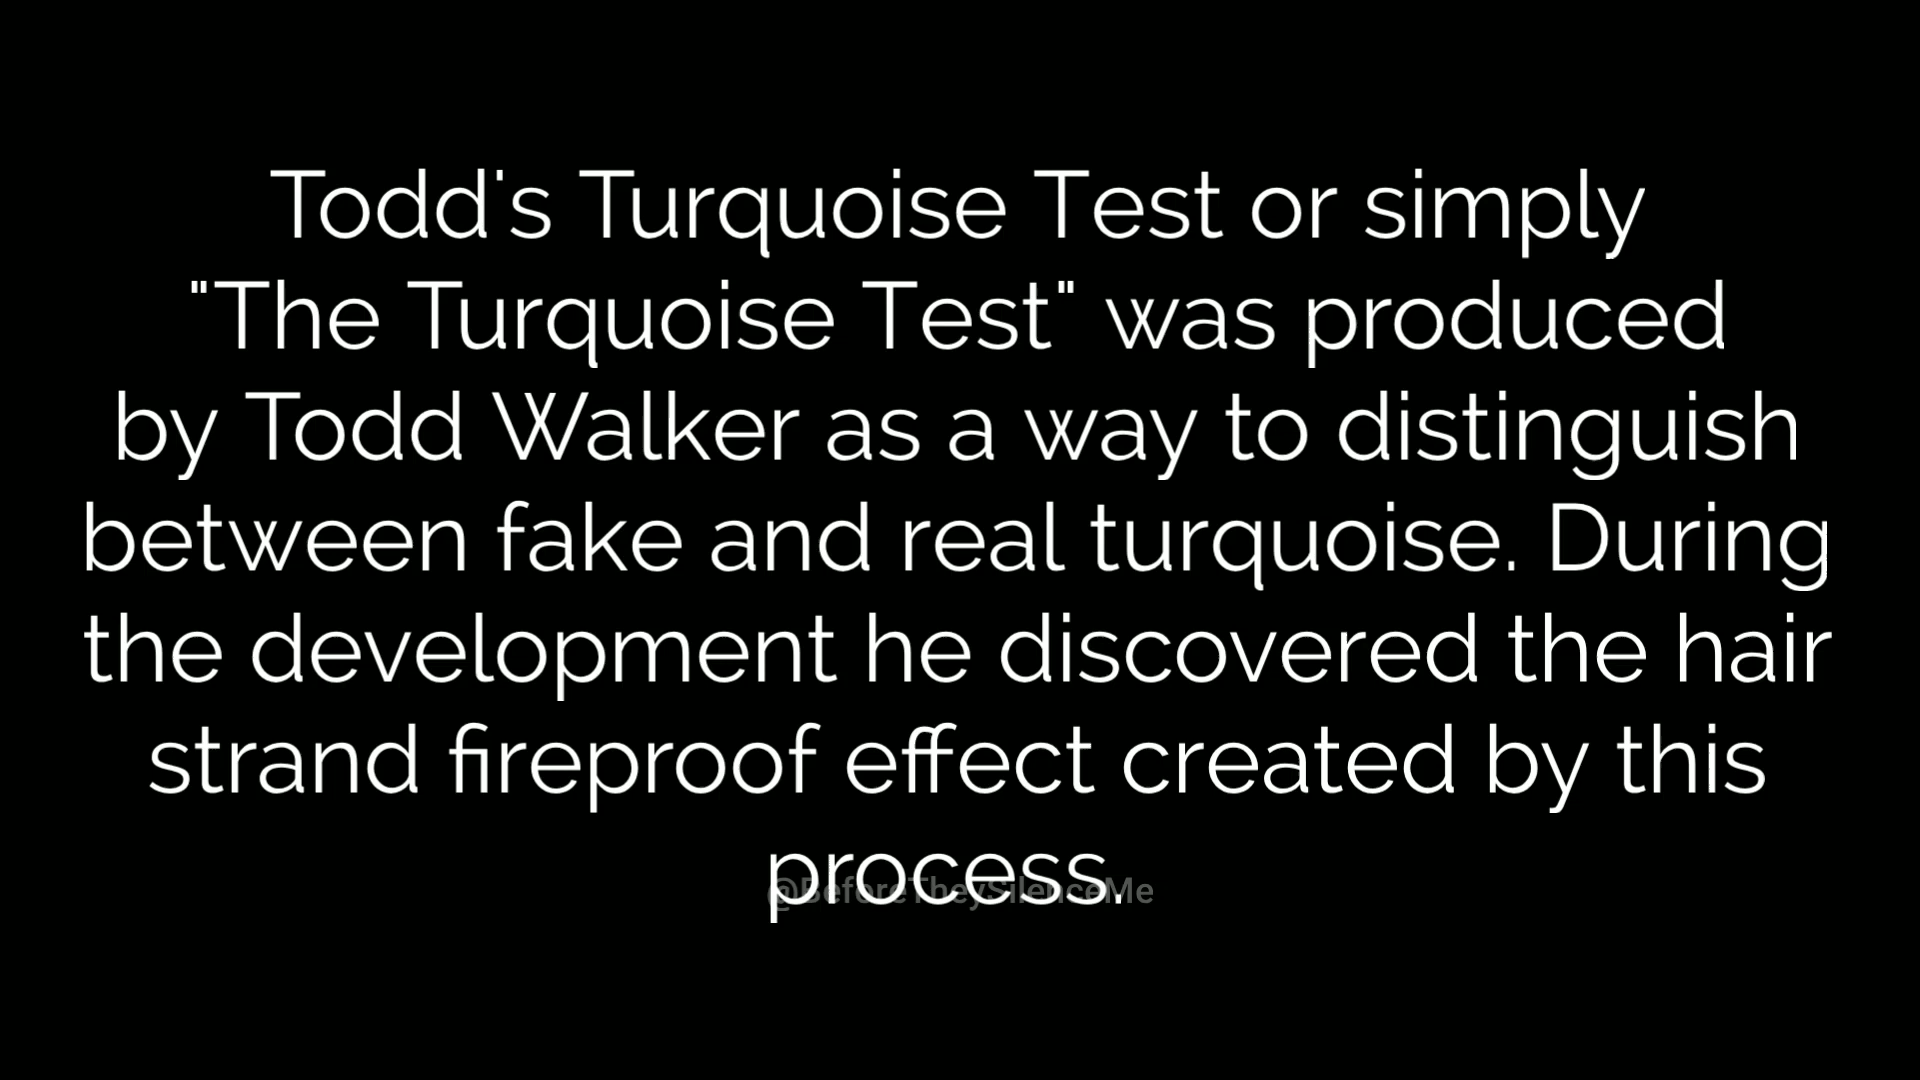 Todd's Turquoise Test or simply
"The Turquoise Test" was produced
by Todd Walker as a way to distinguish
between fake and real turquoise. During
the development he discovered the hair
strand fireproof effect created by this
process.
@BeforeTheySilenceMe